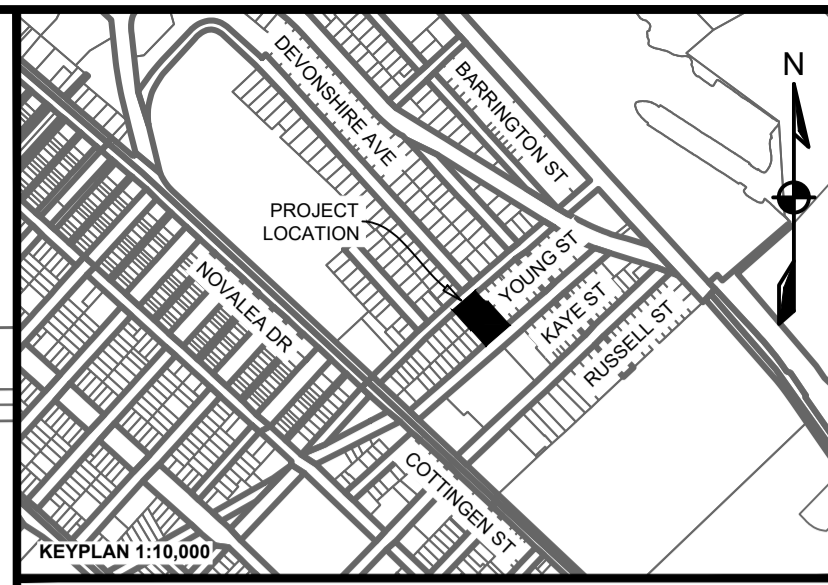 DEVONSHIRE AVE
BARRINGTON ST
N
PROJECT
LOCATION
YOUNG ST
NOVALEA DR
KAYE ST
RUSSELL ST
COTTINGEN ST
KEYPLAN 1:10,000